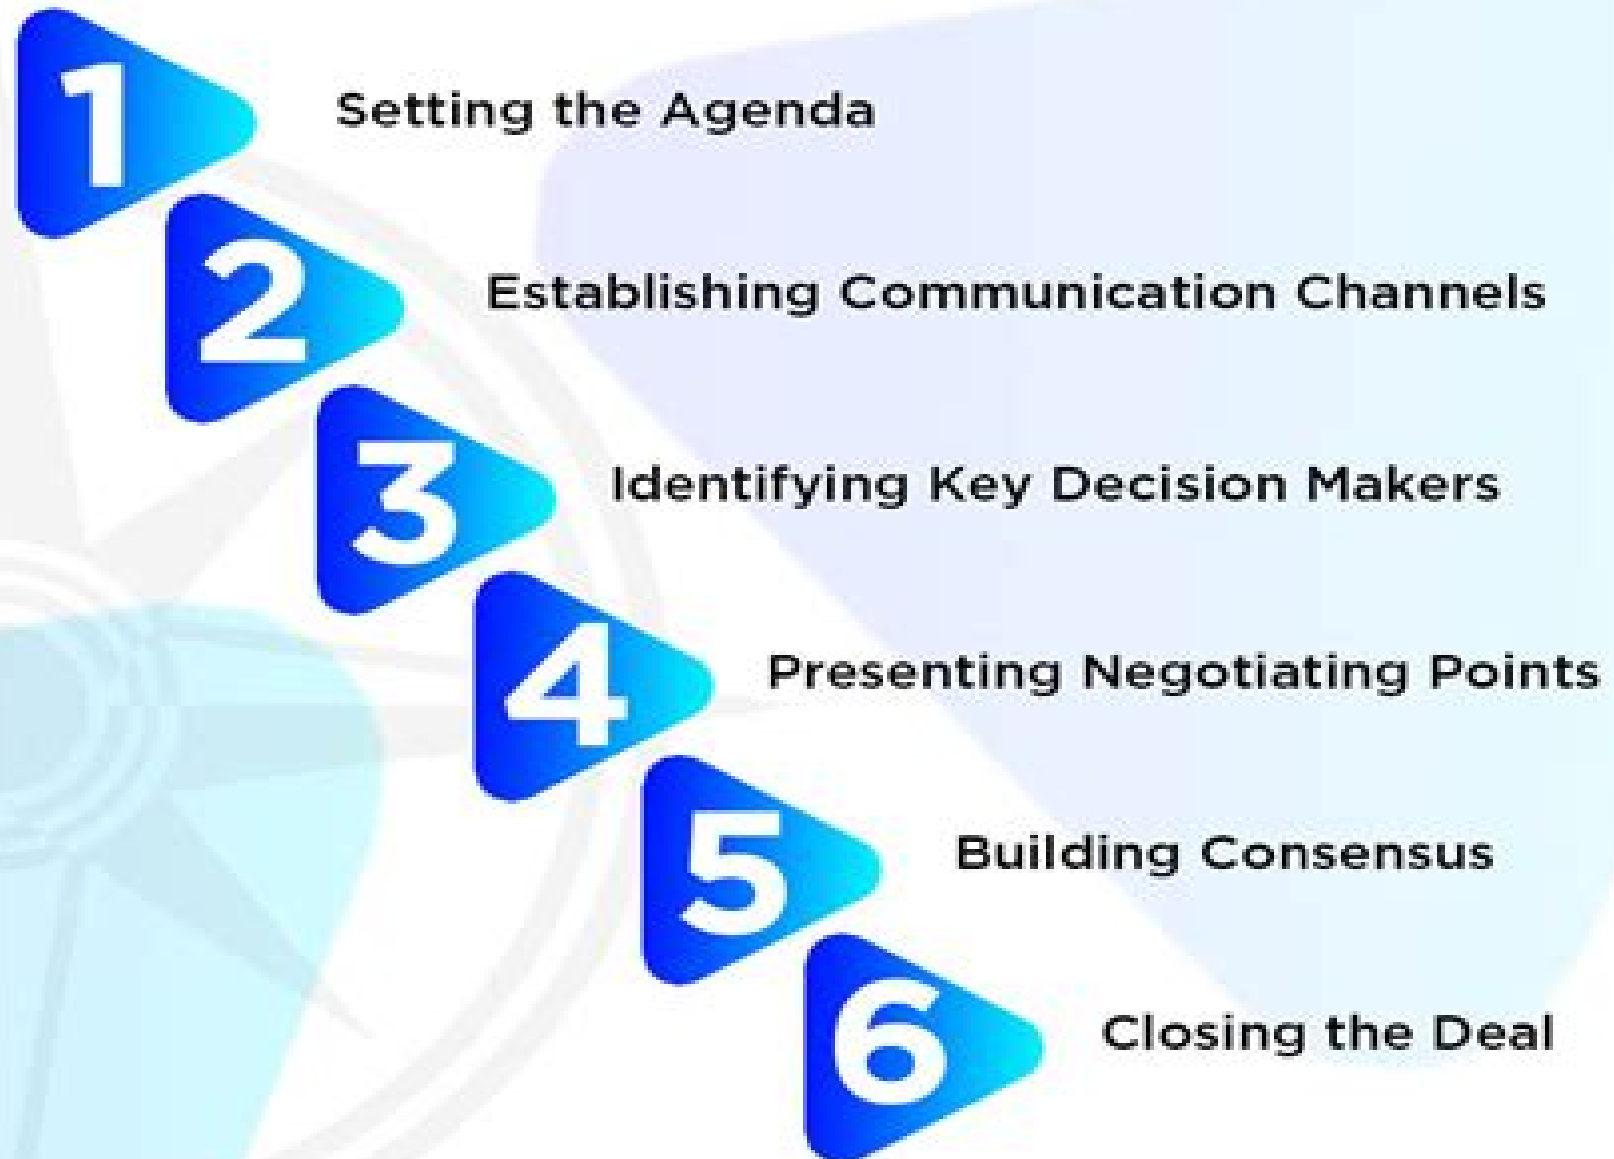 1 Setting the Agenda
2 Establishing Communication Channels
3 Identifying Key Decision Makers
4 Presenting Negotiating Points
5 Building Consensus
6 Closing the Deal